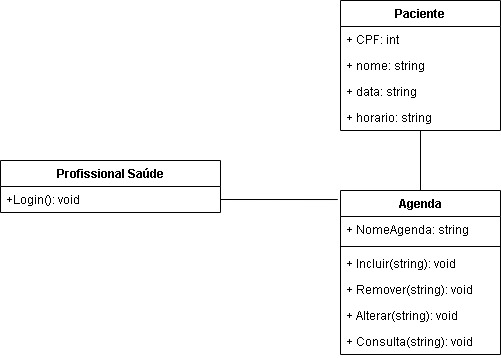 Paciente
+ CPF: int
+ nome: string
+ data: string
+ horario: string
Profissional Saúde
+Login(): void
Agenda
+ NomeAgenda: string
+ Incluir(string): void
+ Remover(string): void
+ Alterar(string): void
+ Consulta(string): void